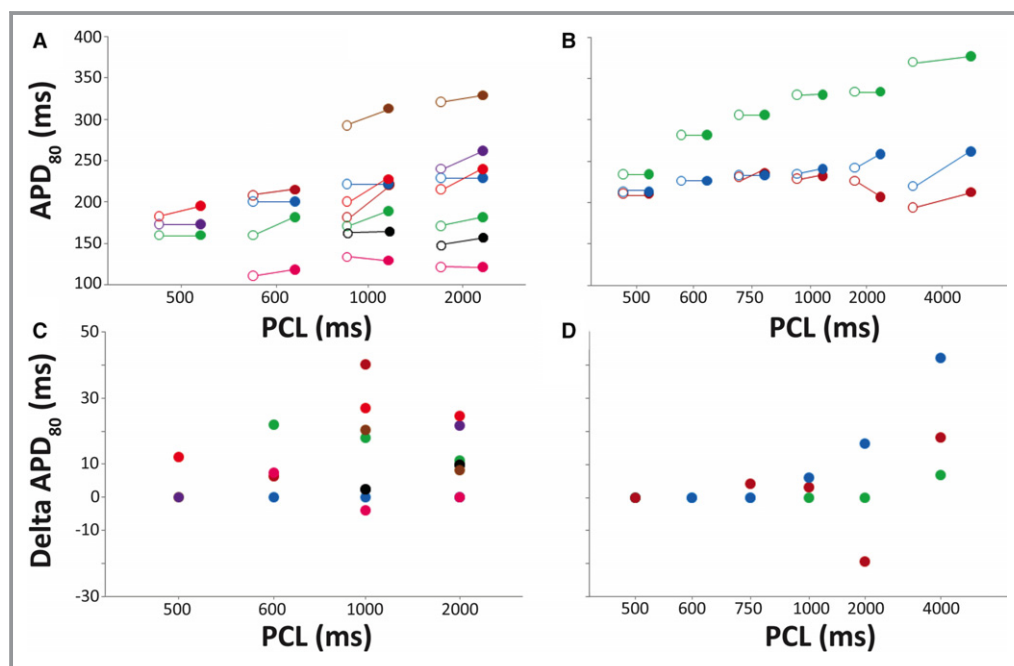 A
B
400
350
300
250
200
150
100
APD80 (ms)
500 600 1000 2000
PCL (ms)
500 600 750 1000 2000 4000
PCL (ms)
C
D
50
30
10
0
-10
-30
Delta APD80 (ms)
500 600 1000 2000
PCL (ms)
500 600 750 1000 2000 4000
PCL (ms)